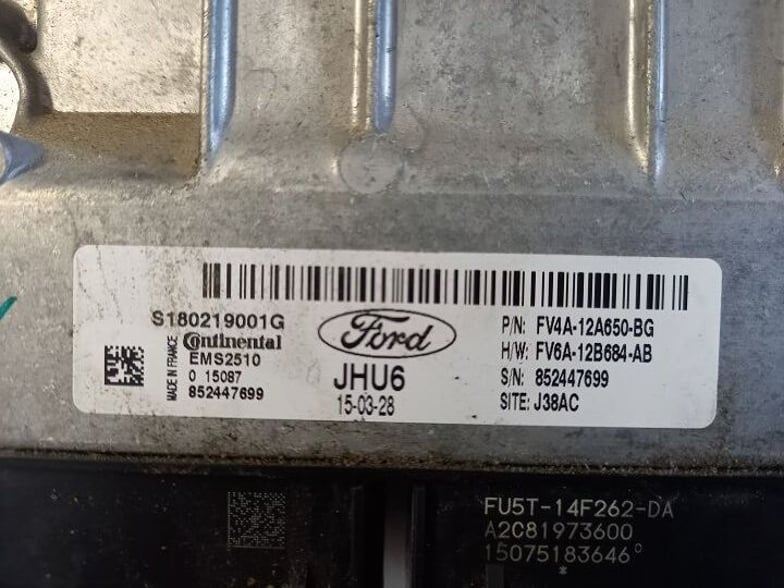 S180219001G
Continental
EMS2510
0 15087
852447699
MADE IN FRANCE
Ford
JHU6
15-03-28
P/N: FV4A-12A650-BG
H/W: FV6A-12B684-AB
S/N: 852447699
SITE: J38AC
FU5T-14F262-DA
A2C81973600
15075183646°
*